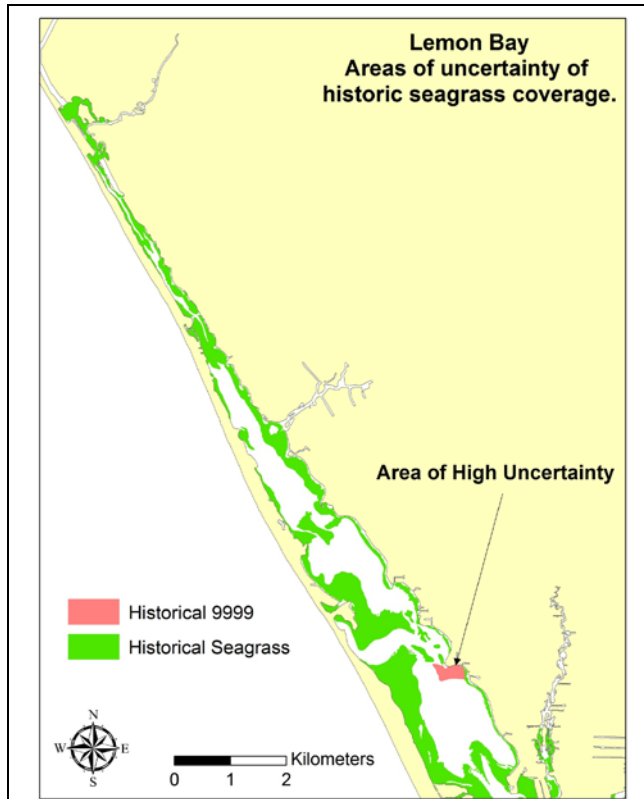 Lemon Bay
Areas of uncertainty of
historic seagrass coverage.
Area of High Uncertainty
Historical 9999
Historical Seagrass
N
W E
S
Kilometers
0 1 2